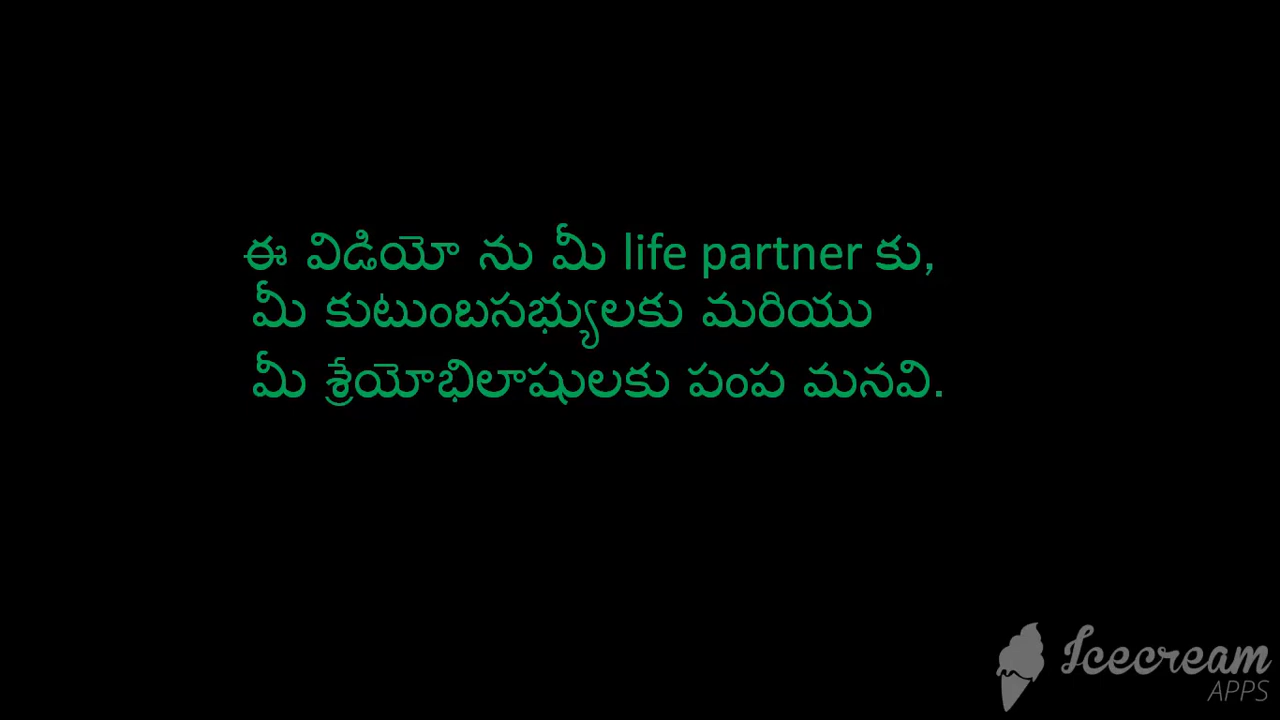 ఈ విడియో ను మీ life partner కు,
మీ కుటుంబసభ్యులకు మరియు
మీ శ్రేయోభిలాషులకు పంప మనవి.
Icecream
APPS